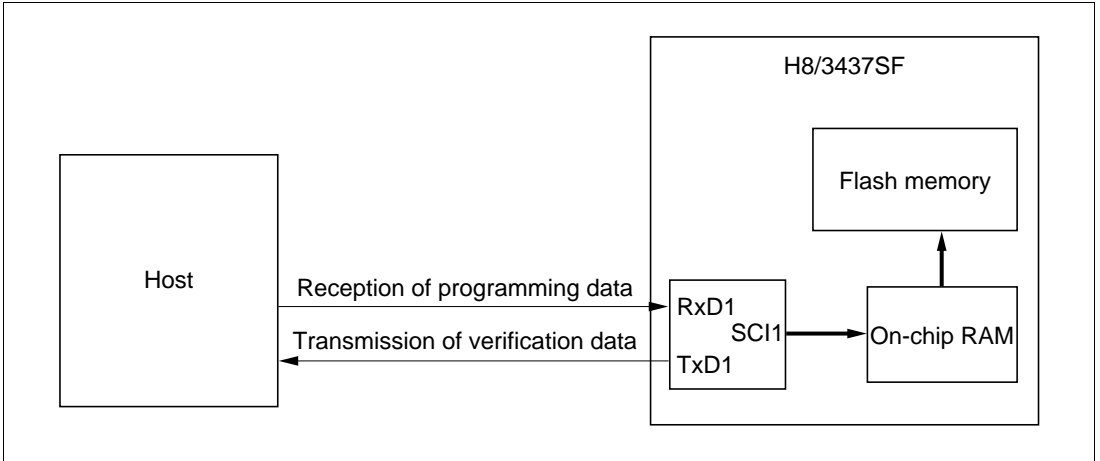 H8/3437SF
Flash memory
Host
Reception of programming data
RxD1
SCI1
On-chip RAM
Transmission of verification data
TxD1